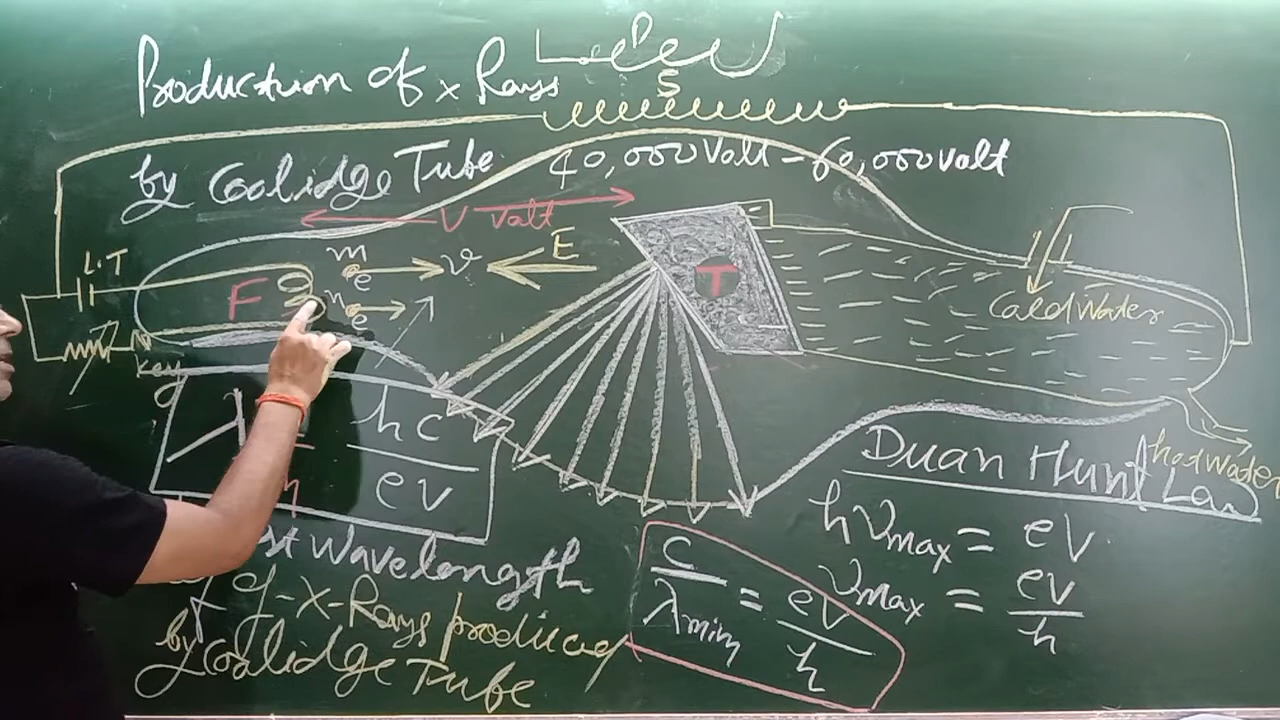 Production of x Rays
P
S
by Coolidge Tube 40,000 Volt - 60,000 Volt
V Volt
L.T
F
m
e
v
E
m
e
T
Cold Water
Key
hc
eV
Duan Hunt Law
hot Water
hνmax = eV
νmax = eV/h
c/λmin = eV/h
Wavelength
of X-Rays produced
by Coolidge Tube